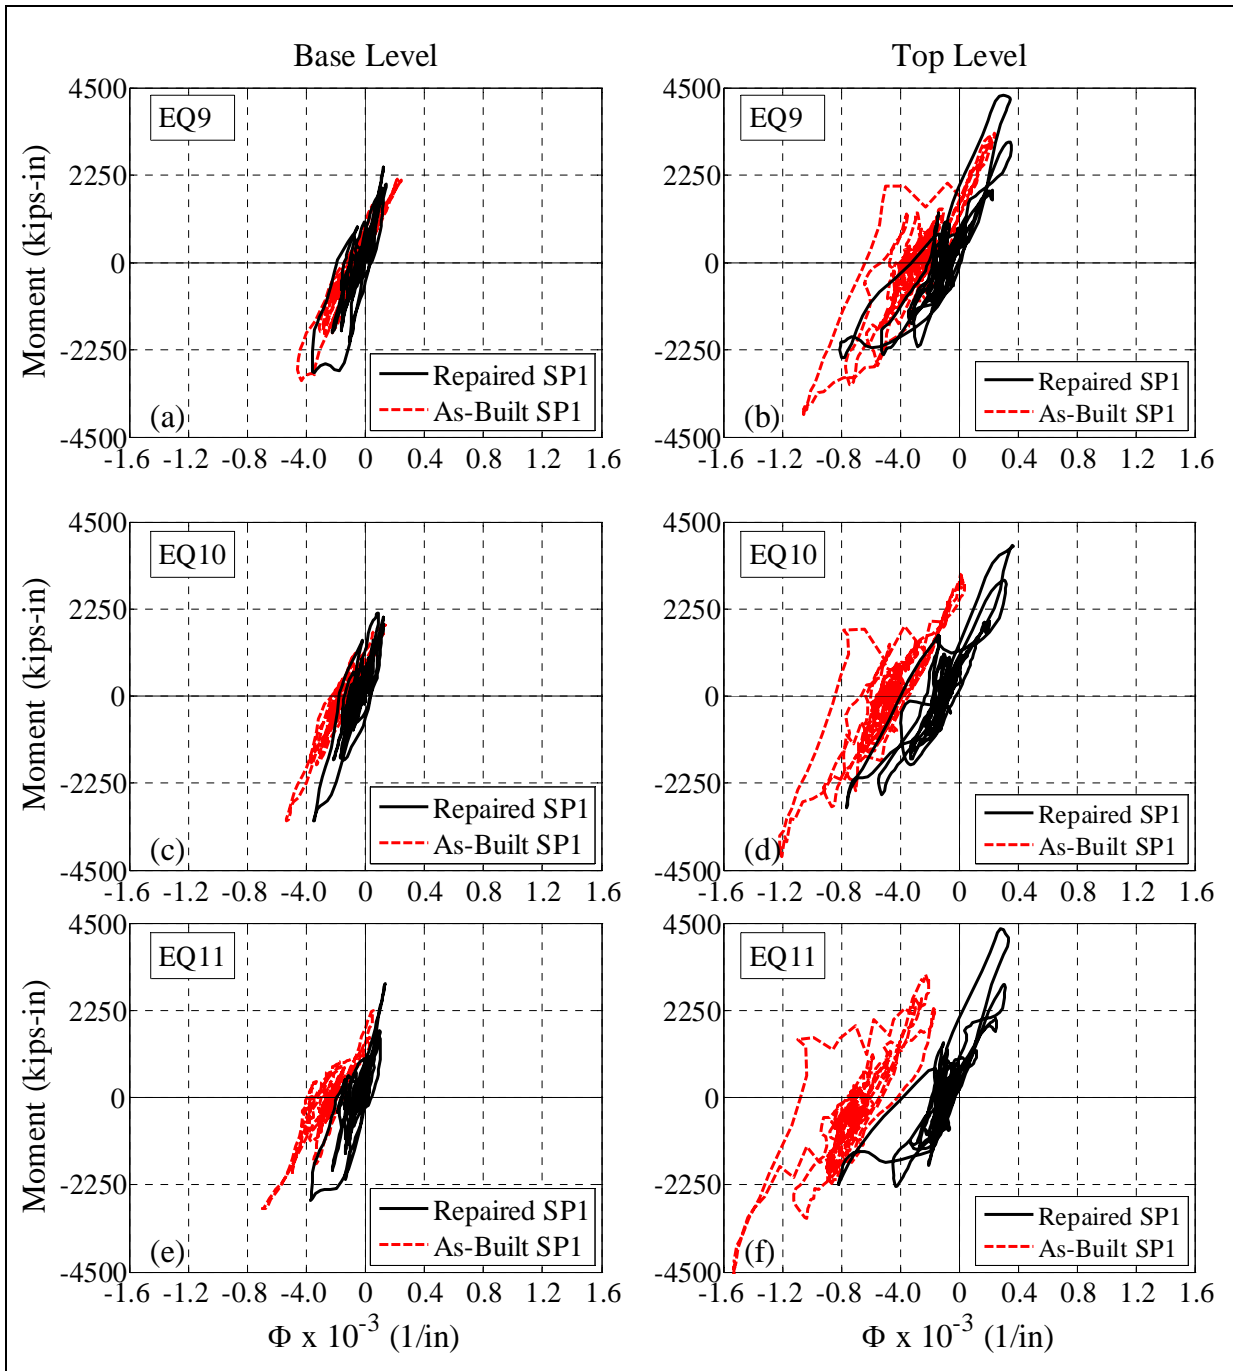 Base Level Top Level
4500 EQ9 4500 EQ9
2250 2250
0 0
-2250 -2250
Repaired SP1 Repaired SP1
(a) As-Built SP1 (b) As-Built SP1
-4500 -4500
-1.6 -1.2 -0.8 -4.0 0 0.4 0.8 1.2 1.6 -1.6 -1.2 -0.8 -4.0 0 0.4 0.8 1.2 1.6
Moment (kips-in)
4500 EQ10 4500 EQ10
2250 2250
0 0
-2250 -2250
Repaired SP1 Repaired SP1
(c) As-Built SP1 (d) As-Built SP1
-4500 -4500
-1.6 -1.2 -0.8 -4.0 0 0.4 0.8 1.2 1.6 -1.6 -1.2 -0.8 -4.0 0 0.4 0.8 1.2 1.6
Moment (kips-in)
4500 EQ11 4500 EQ11
2250 2250
0 0
-2250 -2250
Repaired SP1 Repaired SP1
(e) As-Built SP1 (f) As-Built SP1
-4500 -4500
-1.6 -1.2 -0.8 -4.0 0 0.4 0.8 1.2 1.6 -1.6 -1.2 -0.8 -4.0 0 0.4 0.8 1.2 1.6
Moment (kips-in)
Φ x 10-3 (1/in) Φ x 10-3 (1/in)